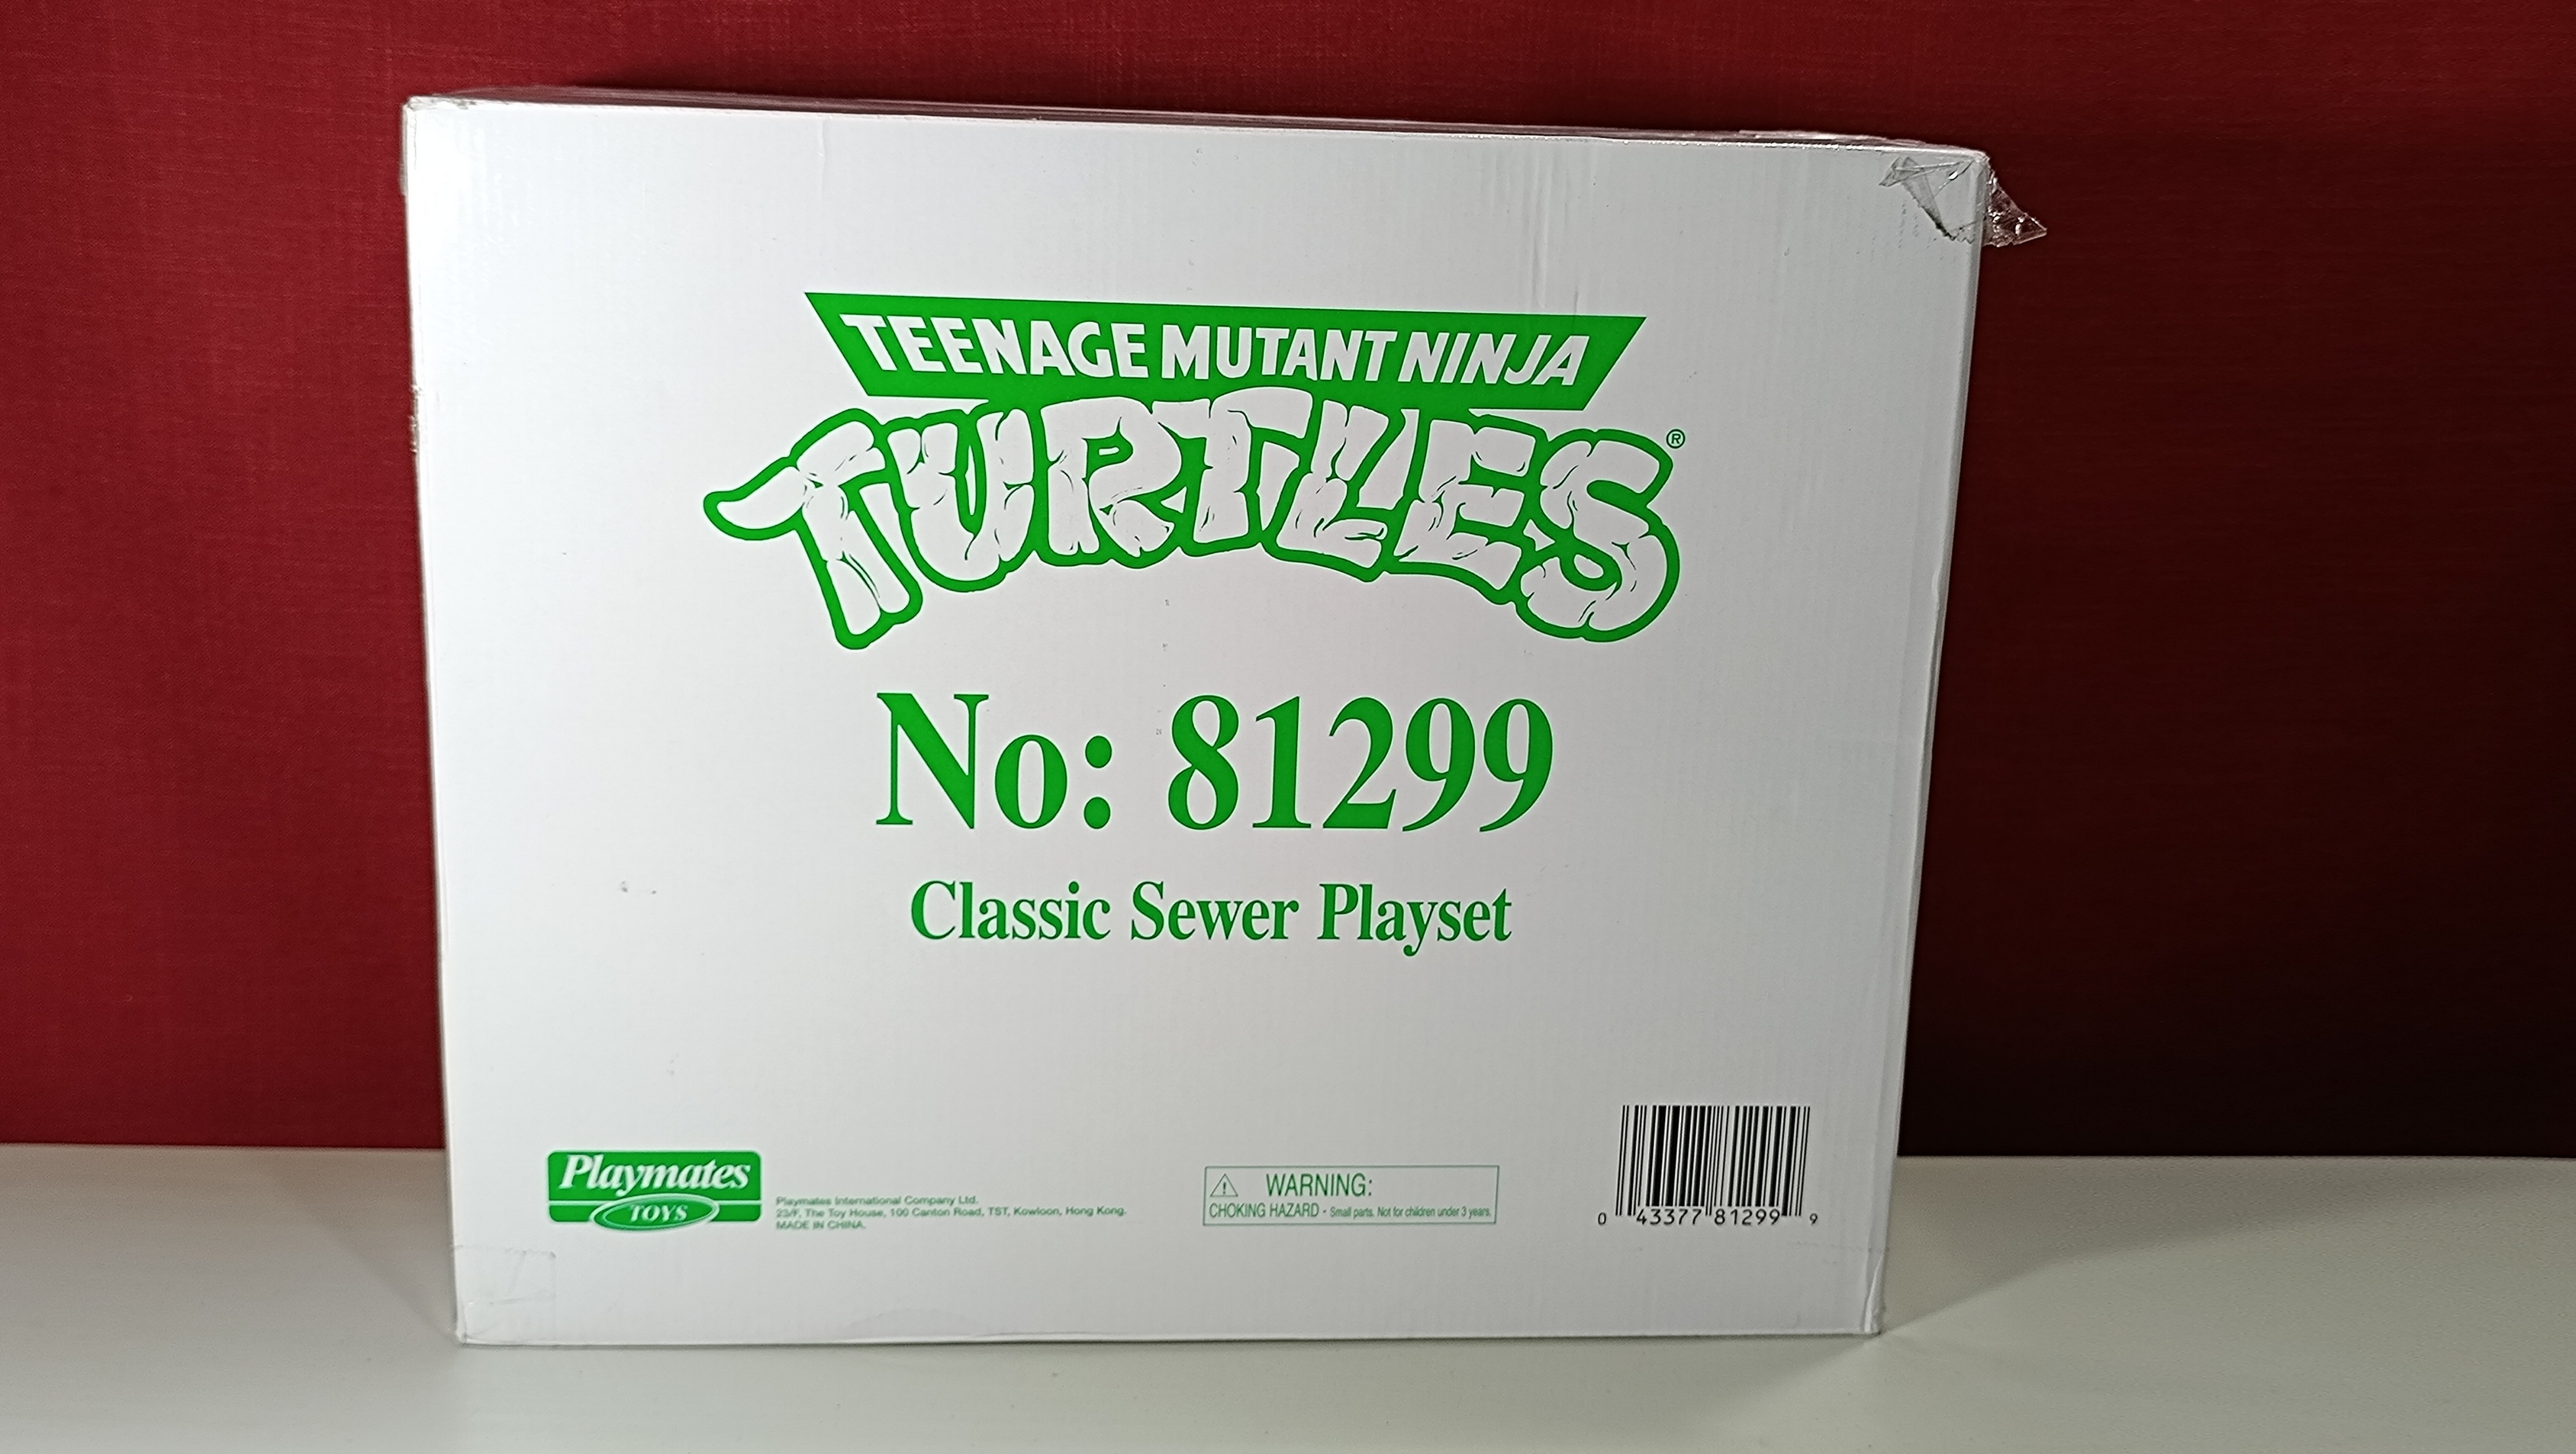 TEENAGE MUTANT NINJA
TURTLES®
No: 81299
Classic Sewer Playset
Playmates
TOYS
Playmates International Company Ltd.
23/F, The Toy House, 100 Canton Road, TST, Kowloon, Hong Kong.
MADE IN CHINA.
⚠ WARNING:
CHOKING HAZARD - Small parts. Not for children under 3 years.
0 43377 81299 9